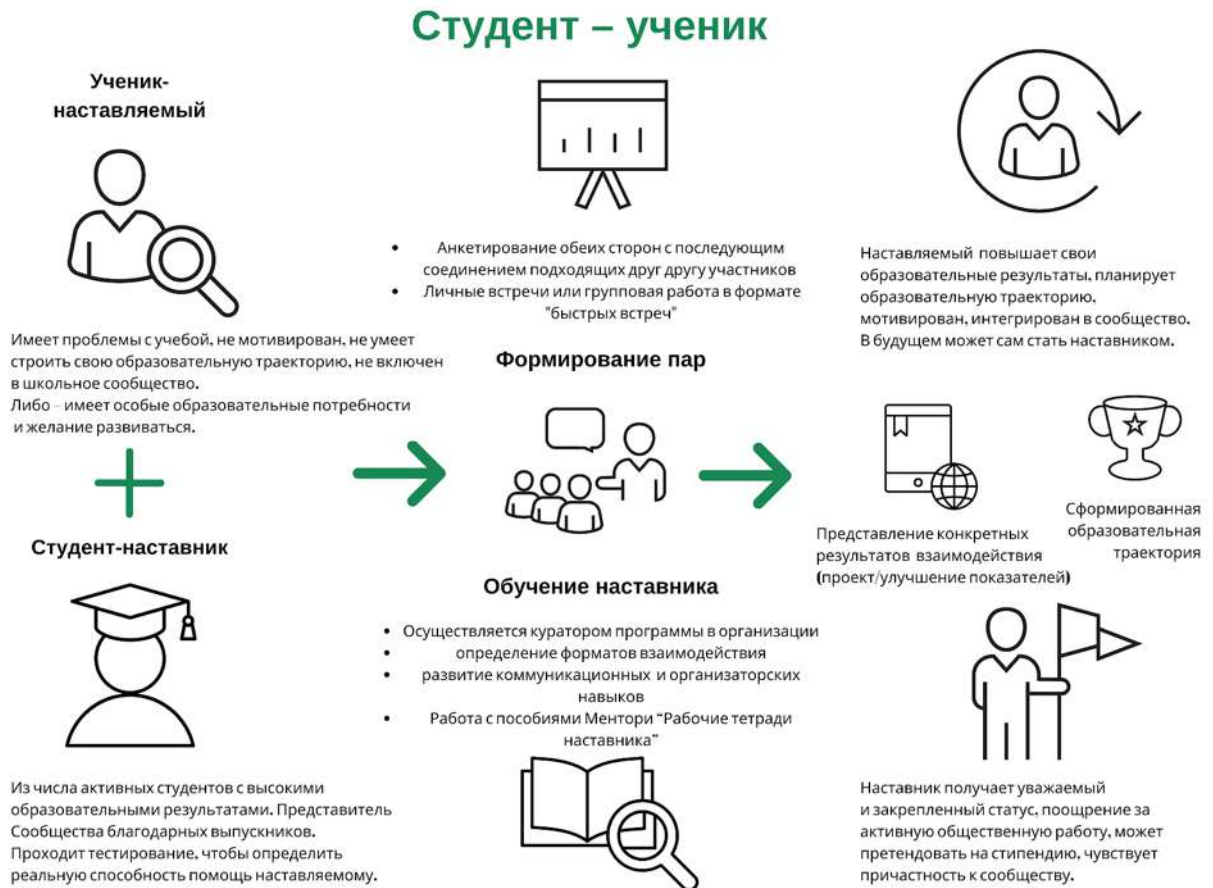 Студент – ученик
Ученик-
наставляемый
Имеет проблемы с учебой, не мотивирован, не умеет
строить свою образовательную траекторию, не включен
в школьное сообщество.
Либо – имеет особые образовательные потребности
и желание развиваться.
Студент-наставник
Из числа активных студентов с высокими
образовательными результатами. Представитель
Сообщества благодарных выпускников.
Проходит тестирование, чтобы определить
реальную способность помощь наставляемому.
• Анкетирование обеих сторон с последующим
соединением подходящих друг другу участников
• Личные встречи или групповая работа в формате
"быстрых встреч"
Формирование пар
Обучение наставника
• Осуществляется куратором программы в организации
• определение форматов взаимодействия
• развитие коммуникационных и организаторских
навыков
• Работа с пособиями Ментори “Рабочие тетради
наставника”
Наставляемый повышает свои
образовательные результаты, планирует
образовательную траекторию,
мотивирован, интегрирован в сообщество.
В будущем может сам стать наставником.
Представление конкретных
результатов взаимодействия
(проект/улучшение показателей)
Сформированная
образовательная
траектория
Наставник получает уважаемый
и закрепленный статус, поощрение за
активную общественную работу, может
претендовать на стипендию, чувствует
причастность к сообществу.